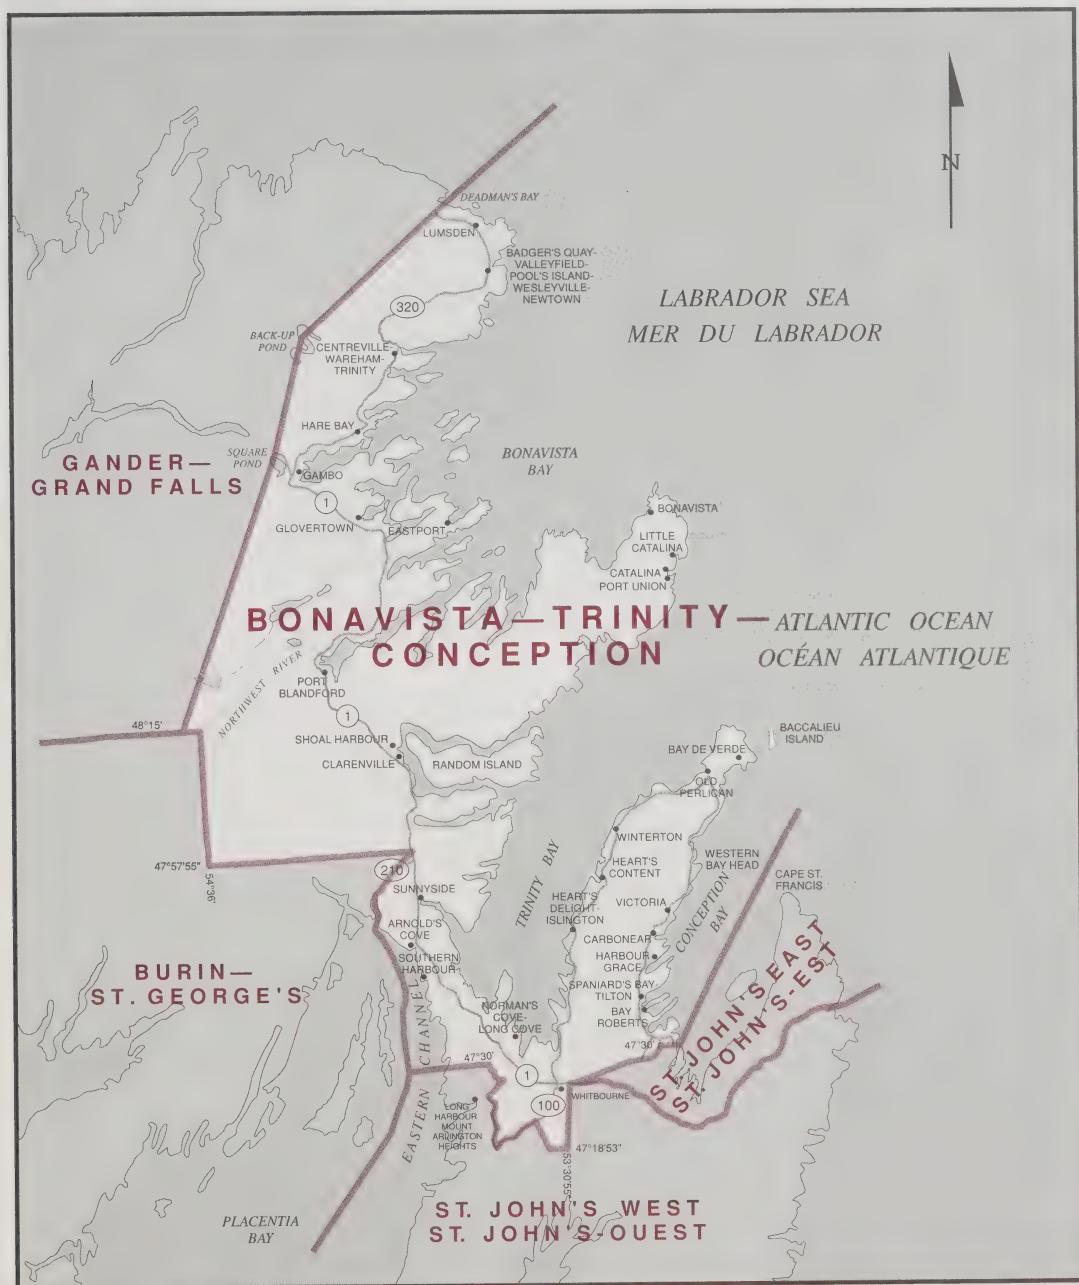 N
DEADMAN'S BAY
LUMSDEN
BADGER'S QUAY-
VALLEYFIELD-
POOL'S ISLAND-
WESLEYVILLE-
NEWTOWN
LABRADOR SEA
MER DU LABRADOR
320
BACK-UP
POND
CENTREVILLE-
WAREHAM-
TRINITY
HARE BAY
SQUARE
POND
BONAVISTA
BAY
GANDER—
GRAND FALLS
GAMBO
1
GLOVERTOWN
EASTPORT
BONAVISTA
LITTLE
CATALINA
CATALINA
PORT UNION
BONAVISTA—TRINITY—
CONCEPTION
ATLANTIC OCEAN
OCÉAN ATLANTIQUE
NORTHWEST RIVER
PORT
BLANDFORD
48°15'
1
SHOAL HARBOUR
CLARENVILLE
RANDOM ISLAND
BACCALIEU
ISLAND
BAY DE VERDE
OLD
PERLICAN
WINTERTON
47°57'55"
54°36'
210
SUNNYSIDE
TRINITY BAY
HEART'S
CONTENT
WESTERN
BAY HEAD
CAPE ST.
FRANCIS
HEART'S
DELIGHT-
ISLINGTON
VICTORIA
CONCEPTION
BAY
ARNOLD'S
COVE
CARBONEAR
HARBOUR
GRACE
SOUTHERN
HARBOUR
BURIN—
ST. GEORGE'S
SPANIARD'S BAY-
TILTON
BAY
ROBERTS
NORMAN'S
COVE-
LONG COVE
EASTERN CHANNEL
47°30'
47°30'
ST. JOHN'S EAST
ST. JOHN'S-EST
1
WHITBOURNE
100
LONG
HARBOUR
MOUNT
ARLINGTON
HEIGHTS
47°18'53"
53°30'55"
ST. JOHN'S WEST
ST. JOHN'S-OUEST
PLACENTIA
BAY